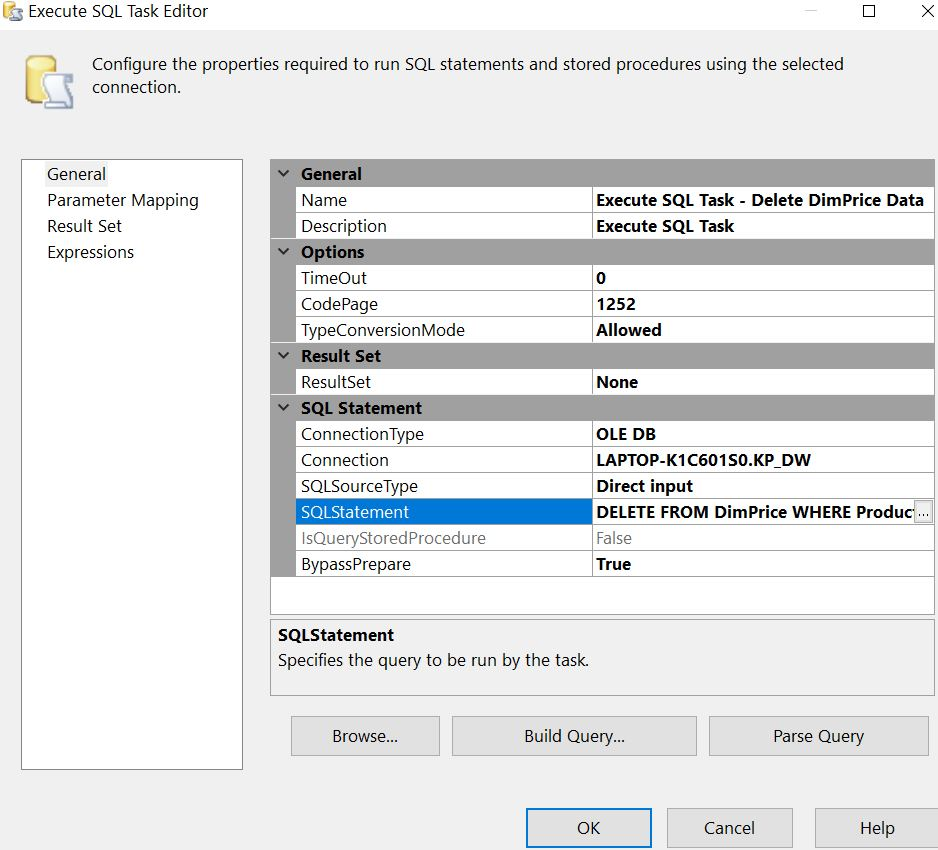 Execute SQL Task Editor
Configure the properties required to run SQL statements and stored procedures using the selected
connection.
General
Parameter Mapping
Result Set
Expressions
General
Name Execute SQL Task - Delete DimPrice Data
Description Execute SQL Task
Options
TimeOut 0
CodePage 1252
TypeConversionMode Allowed
Result Set
ResultSet None
SQL Statement
ConnectionType OLE DB
Connection LAPTOP-K1C601S0.KP_DW
SQLSourceType Direct input
SQLStatement DELETE FROM DimPrice WHERE Produc ...
IsQueryStoredProcedure False
BypassPrepare True
SQLStatement
Specifies the query to be run by the task.
Browse... Build Query... Parse Query
OK Cancel Help